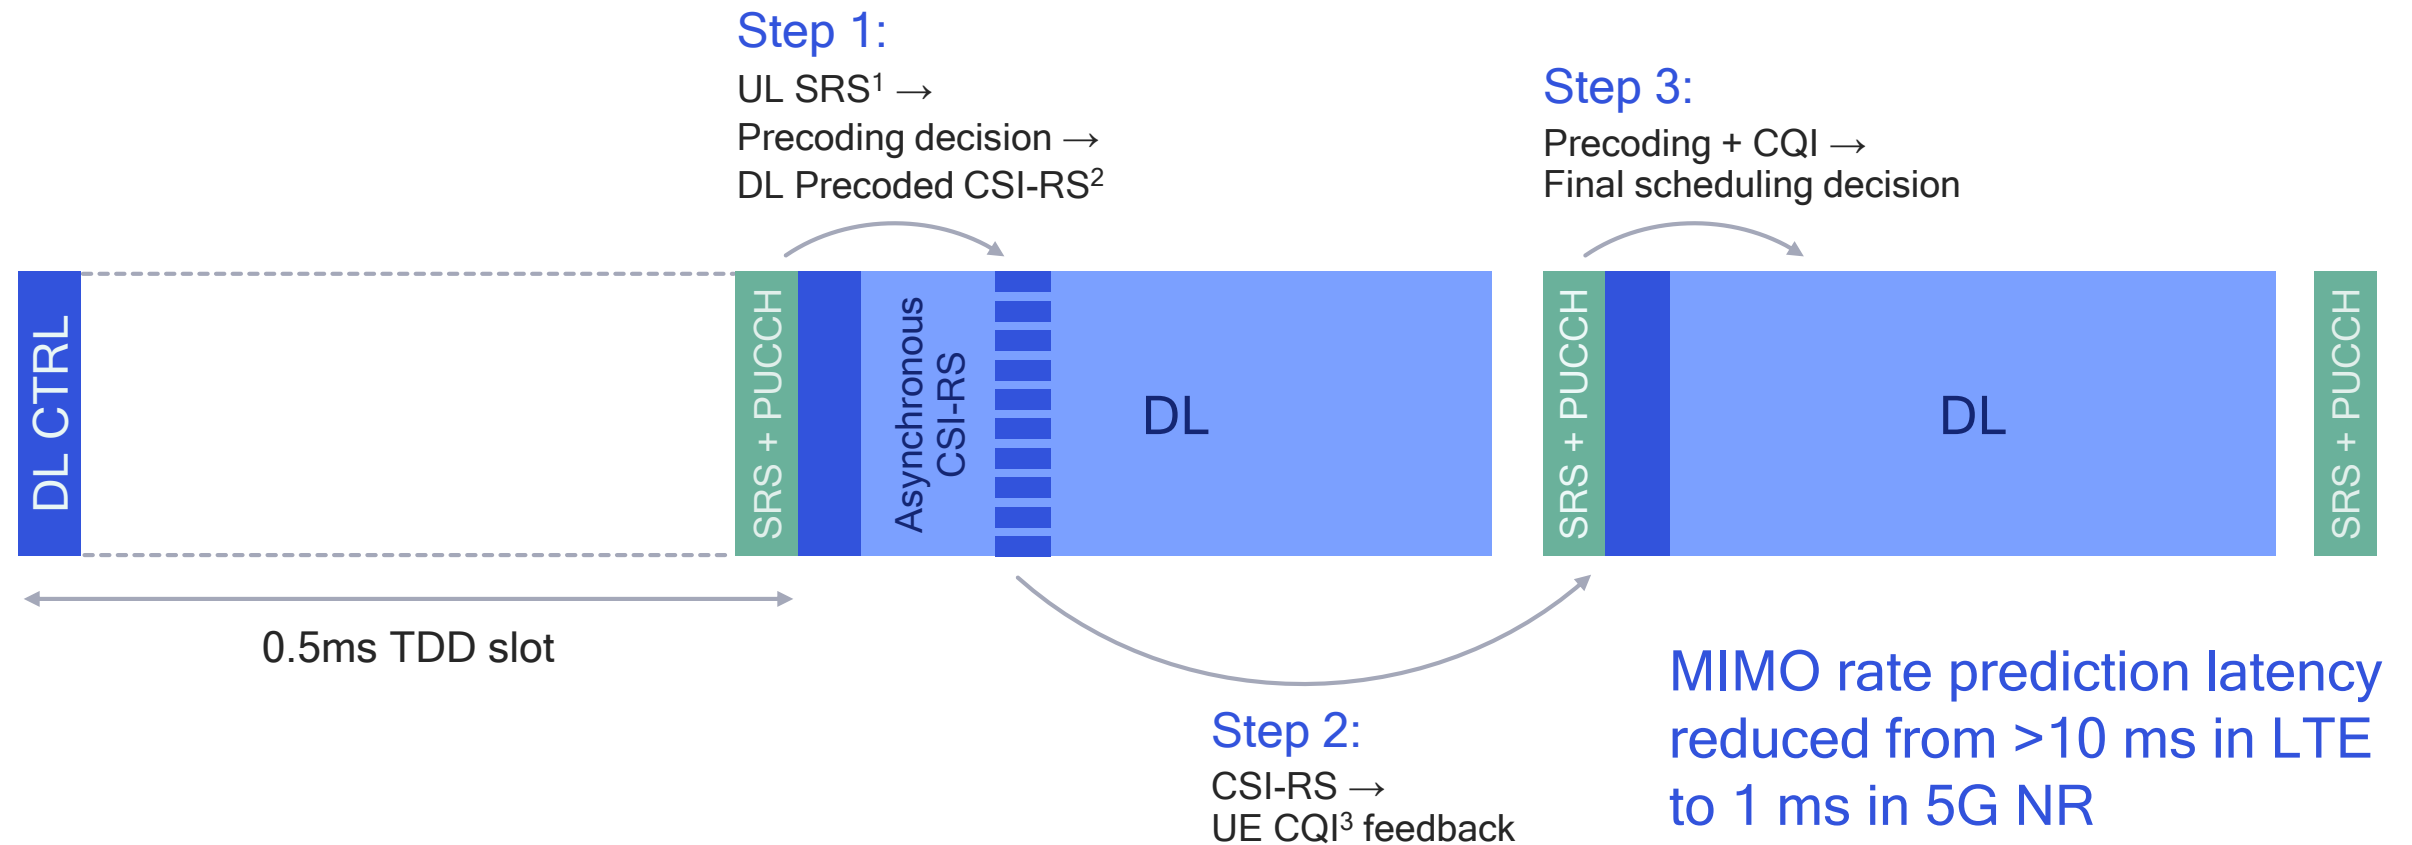 Step 1:
UL SRS¹ →
Precoding decision →
DL Precoded CSI-RS²
Step 3:
Precoding + CQI →
Final scheduling decision
DL CTRL
SRS + PUCCH
Asynchronous
CSI-RS
DL
SRS + PUCCH
DL
SRS + PUCCH
0.5ms TDD slot
Step 2:
CSI-RS →
UE CQI³ feedback
MIMO rate prediction latency
reduced from >10 ms in LTE
to 1 ms in 5G NR